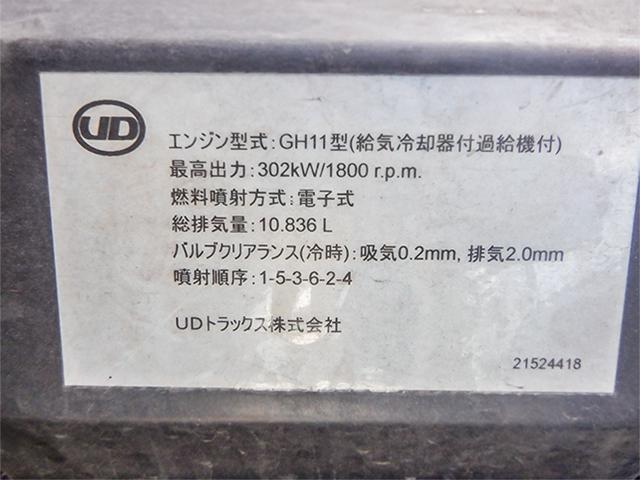 UD
エンジン型式：GH11型(給気冷却器付過給機付)
最高出力：302kW/1800 r.p.m.
燃料噴射方式：電子式
総排気量：10.836 L
バルブクリアランス(冷時)：吸気0.2mm, 排気2.0mm
噴射順序：1-5-3-6-2-4
UDトラックス株式会社
21524418